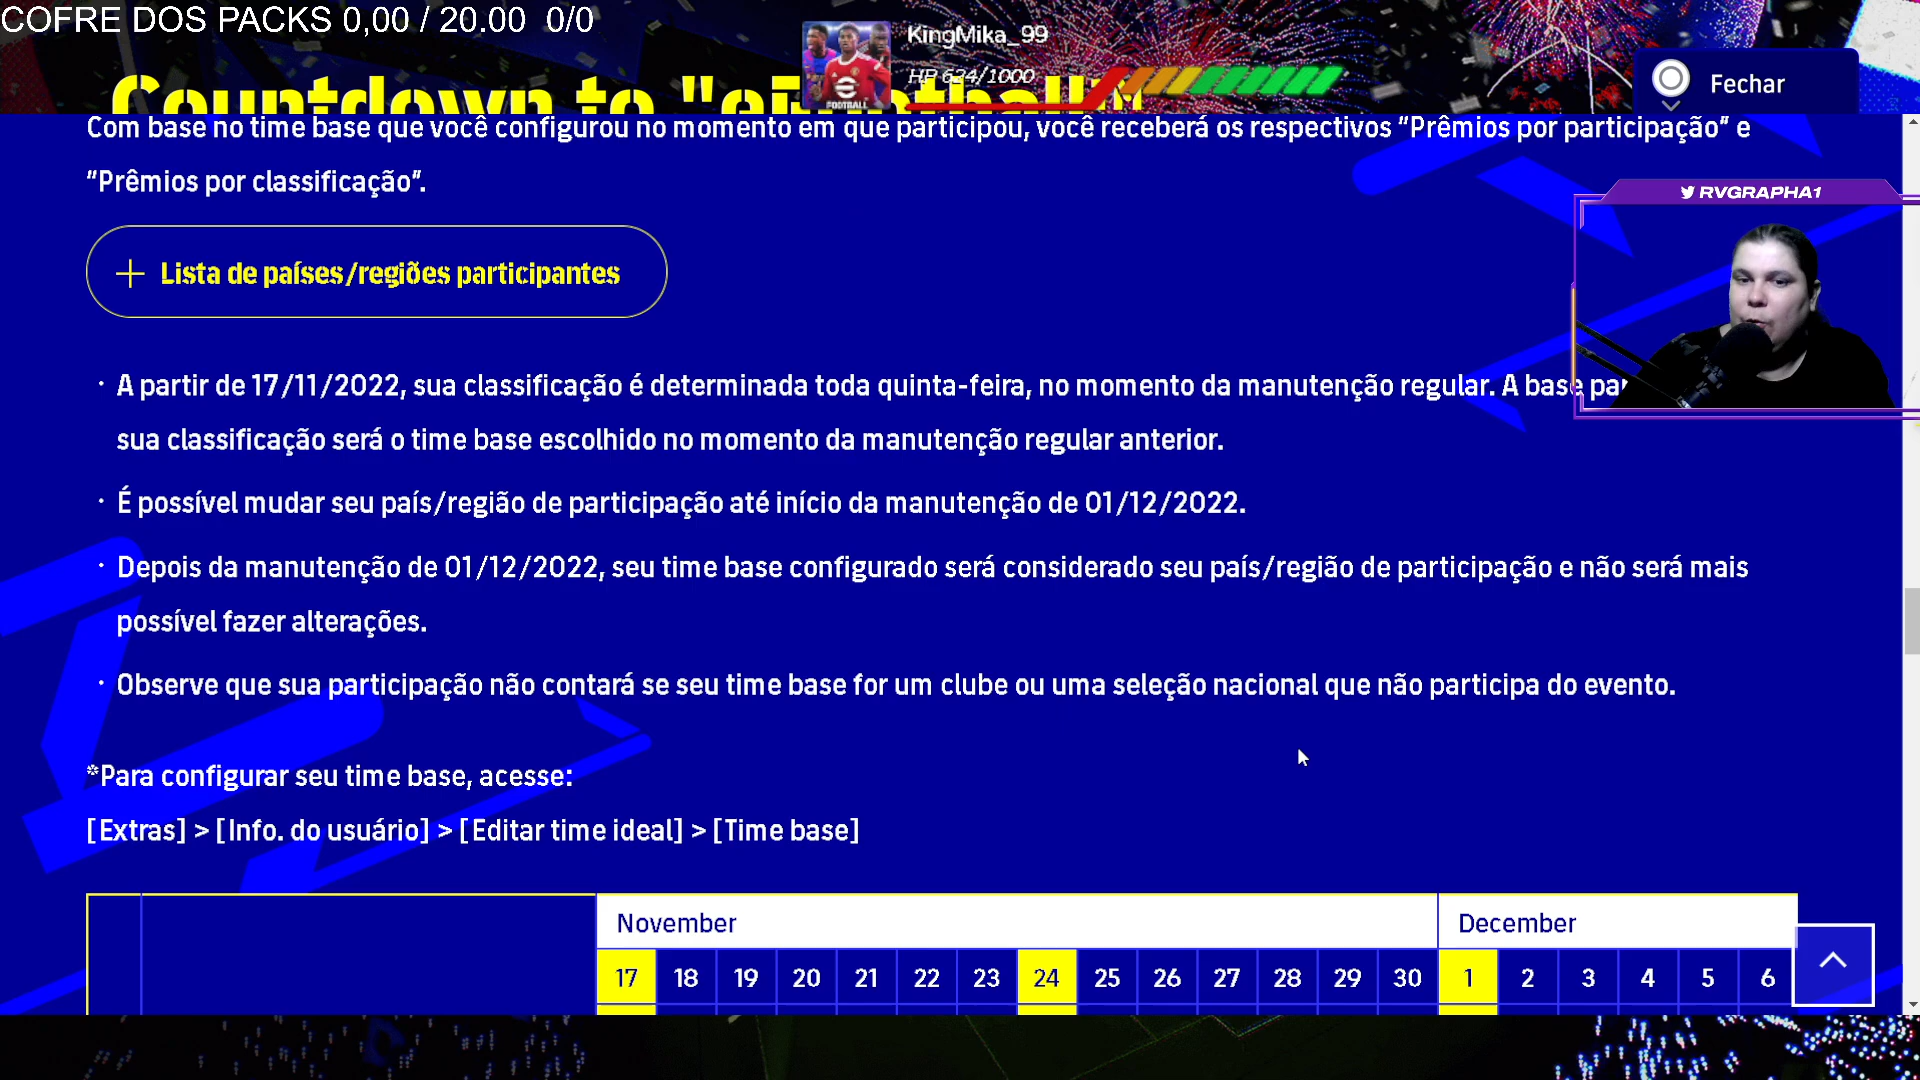 COFRE DOS PACKS 0,00 / 20.00 0/0
KingMika_99
HP 624/1000
Countdown to "eFootball™
FOOTBALL
Fechar
Com base no time base que você configurou no momento em que participou, você receberá os respectivos “Prêmios por participação” e
“Prêmios por classificação”.
RVGRAPHA1
+ Lista de países/regiões participantes
· A partir de 17/11/2022, sua classificação é determinada toda quinta-feira, no momento da manutenção regular. A base
sua classificação será o time base escolhido no momento da manutenção regular anterior.
· É possível mudar seu país/região de participação até início da manutenção de 01/12/2022.
· Depois da manutenção de 01/12/2022, seu time base configurado será considerado seu país/região de participação e não será mais
possível fazer alterações.
· Observe que sua participação não contará se seu time base for um clube ou uma seleção nacional que não participa do evento.
*Para configurar seu time base, acesse:
[Extras] > [Info. do usuário] > [Editar time ideal] > [Time base]
November December
17 18 19 20 21 22 23 24 25 26 27 28 29 30 1 2 3 4 5 6